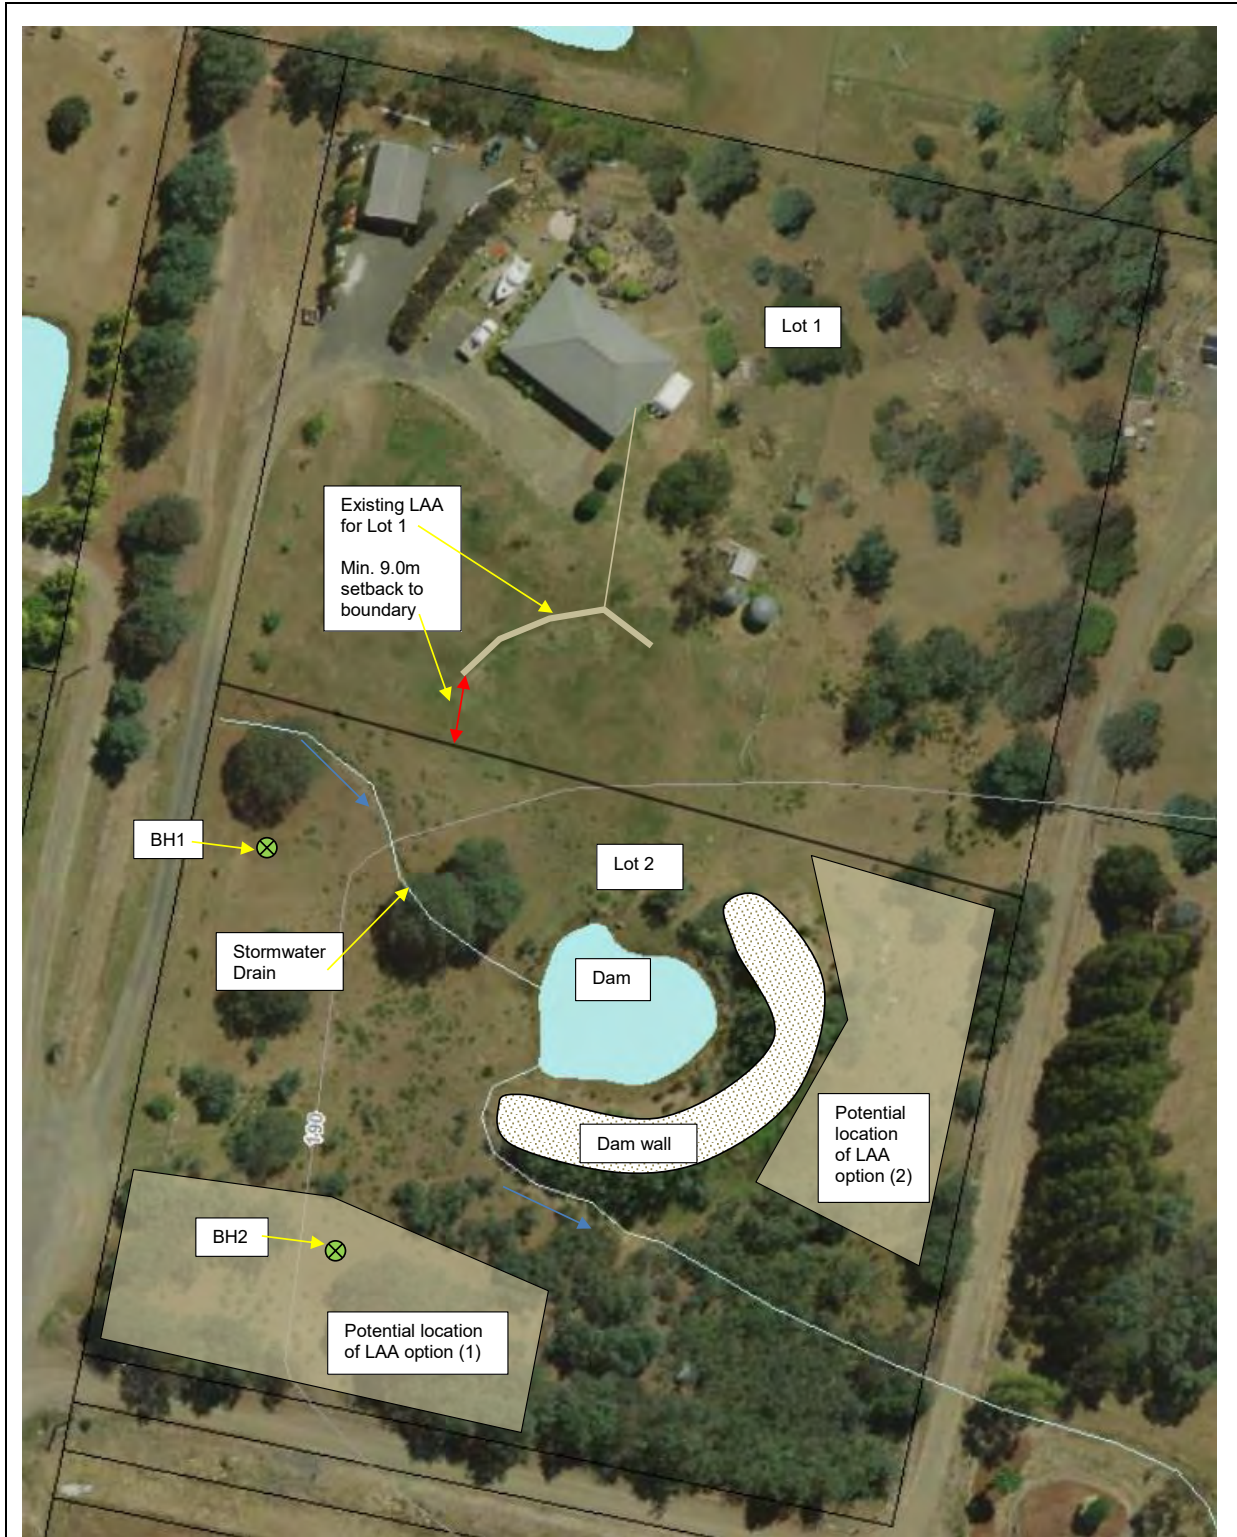 Lot 1
Existing LAA
for Lot 1
Min. 9.0m
setback to
boundary
BH1
Lot 2
Stormwater
Drain
Dam
Dam wall
Potential
location
of LAA
option (2)
190
BH2
Potential location
of LAA option (1)